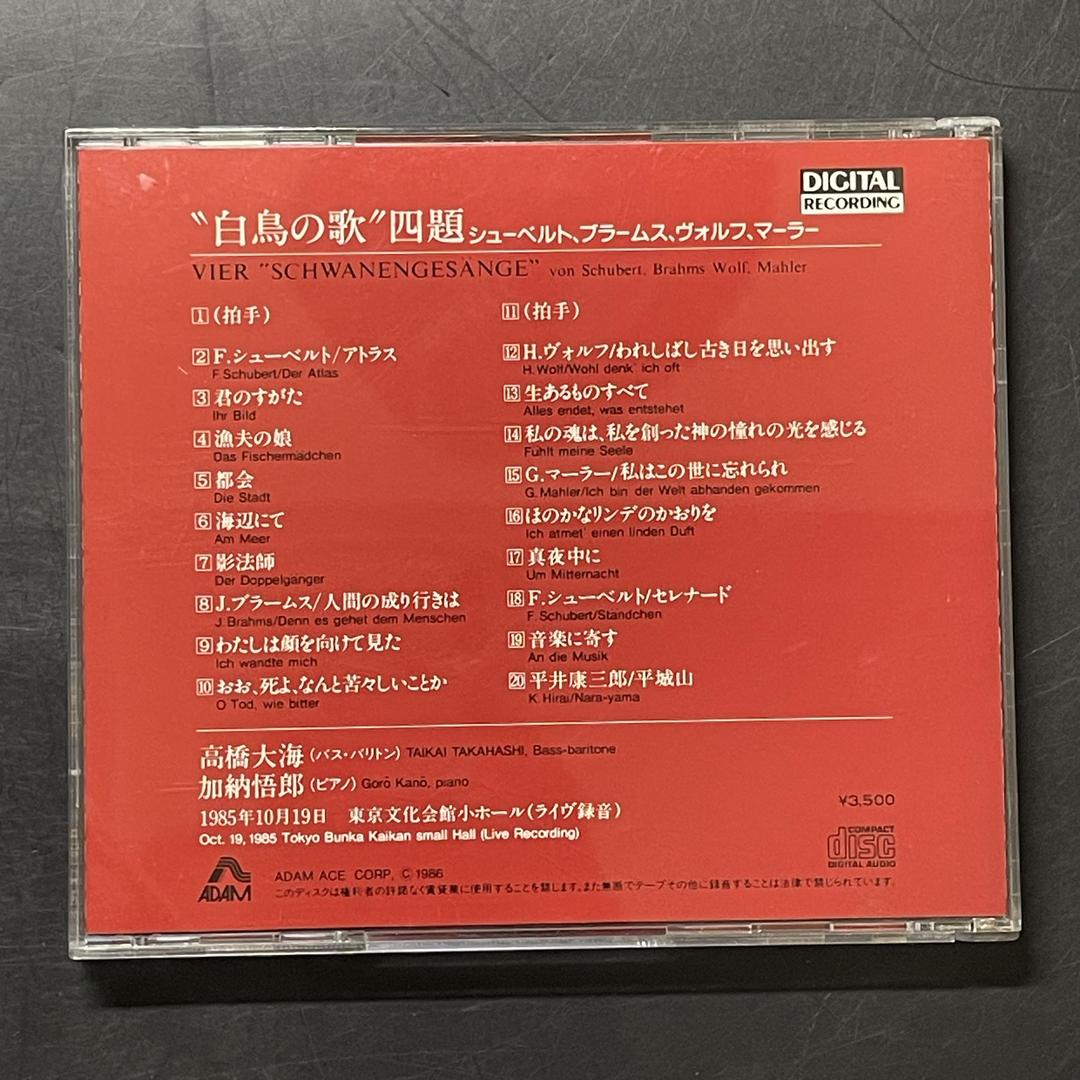 DIGITAL
RECORDING
“白鳥の歌”四題 シューベルト、ブラームス、ヴォルフ、マーラー
VIER "SCHWANENGESÄNGE" von Schubert, Brahms Wolf, Mahler
1 (拍手)
2 F.シューベルト/アトラス
F.Schubert/Der Atlas
3 君のすがた
Ihr Bild
4 漁夫の娘
Das Fischermädchen
5 都会
Die Stadt
6 海辺にて
Am Meer
7 影法師
Der Doppelgänger
8 J.ブラームス/人間の成り行きは
J.Brahms/Denn es gehet dem Menschen
9 わたしは顔を向けて見た
Ich wandte mich
10 おお、死よ、なんと苦々しいことか
O Tod, wie bitter
11 (拍手)
12 H.ヴォルフ/われしばし古き日を思い出す
H.Wolf/Wohl denk' ich oft
13 生あるものすべて
Alles endet, was entstehet
14 私の魂は、私を創った神の憧れの光を感じる
Fuhlt meine Seele
15 G.マーラー/私はこの世に忘れられ
G.Mahler/Ich bin der Welt abhanden gekommen
16 ほのかなリンデのかおりを
Ich atmet' einen linden Duft
17 真夜中に
Um Mitternacht
18 F.シューベルト/セレナード
F.Schubert/Ständchen
19 音楽に寄す
An die Musik
20 平井康三郎/平城山
K.Hirai/Nara-yama
高橋大海(バス・バリトン) TAIKAI TAKAHASHI, Bass-baritone
加納悟郎(ピアノ) Gorō Kanō, piano
1985年10月19日 東京文化会館小ホール(ライヴ録音)
Oct. 19, 1985 Tokyo Bunka Kaikan small Hall (Live Recording)
¥3,500
COMPACT
disc
DIGITAL AUDIO
ADAM
ADAM ACE CORP, © 1986
このディスクは権利者の許諾なく賃貸業に使用することを禁じます。また無断でテープその他に録音することは法律で禁じられています。